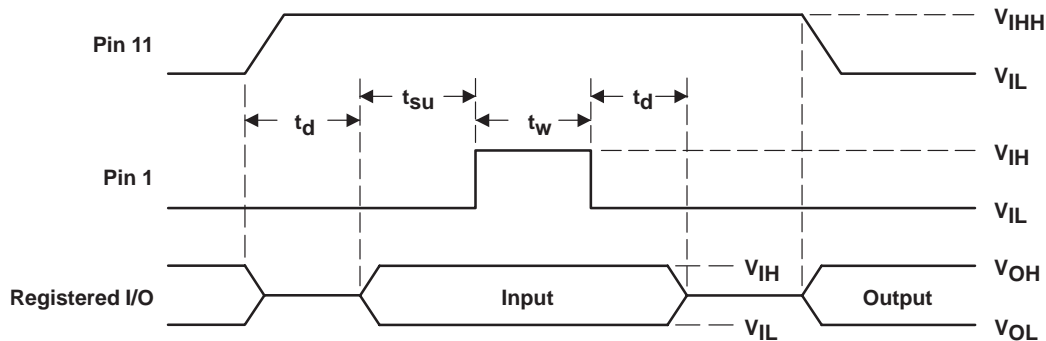 Pin 11
V_IHH
V_IL
t_d
t_su
t_w
t_d
Pin 1
V_IH
V_IL
Registered I/O
Input
V_IH
V_IL
Output
V_OH
V_OL